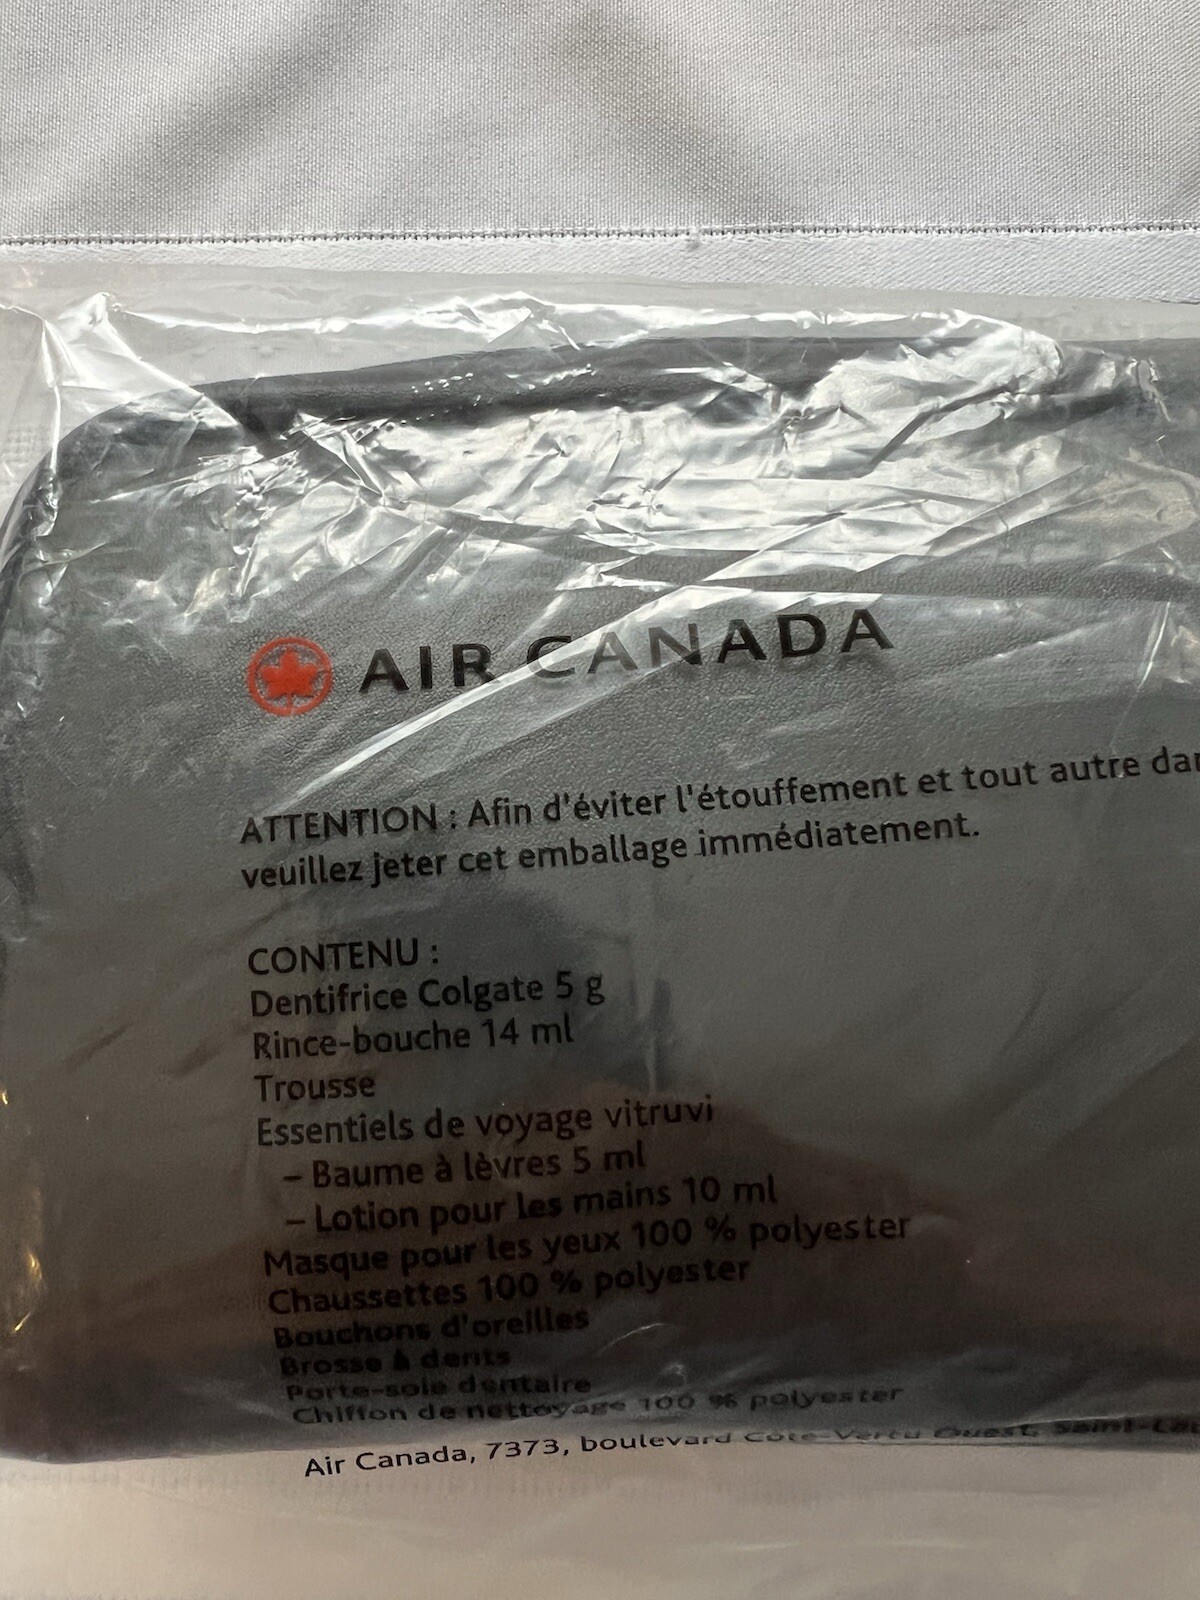 AIR CANADA
ATTENTION : Afin d'éviter l'étouffement et tout autre
veuillez jeter cet emballage immédiatement.
CONTENU :
Dentifrice Colgate 5 g
Rince-bouche 14 ml
Trousse
Essentiels de voyage vitruvi
– Baume à lèvres 5 ml
– Lotion pour les mains 10 ml
Masque pour les yeux 100 % polyester
Chaussettes 100 % polyester
Bouchons d'oreilles
Brosse à dents
Porte-soie dentaire
Chiffon de nettoyage 100 % polyester
Air Canada, 7373, boulevard Côte-Vertu Ouest,